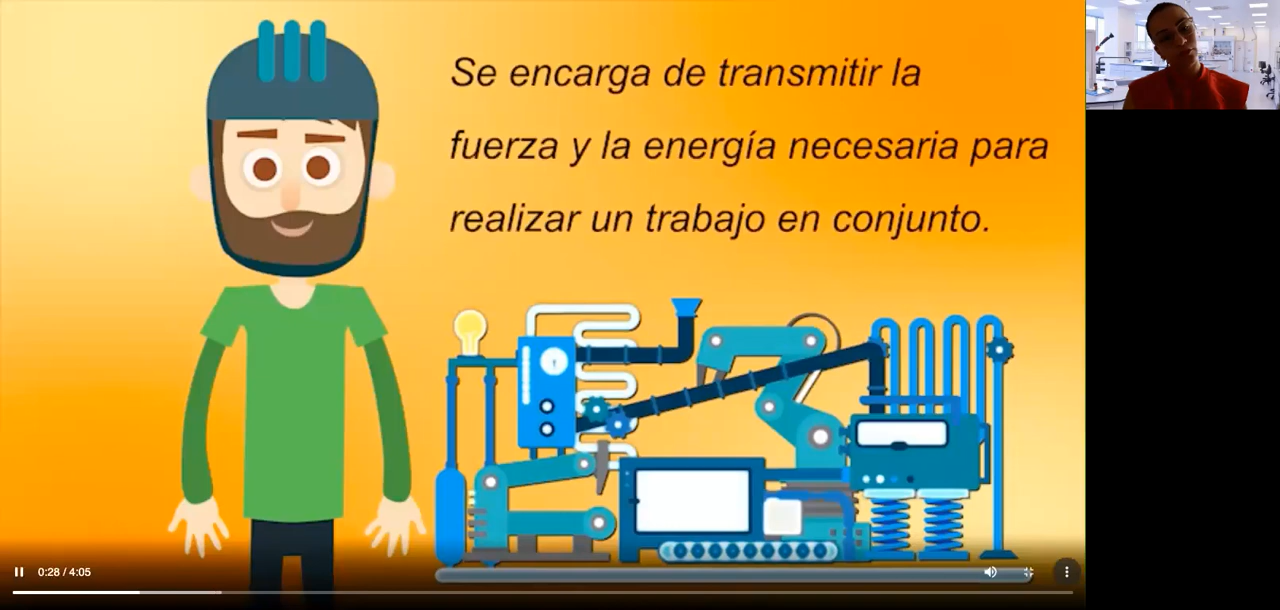 Se encarga de transmitir la
fuerza y la energía necesaria para
realizar un trabajo en conjunto.
0:28 / 4:05